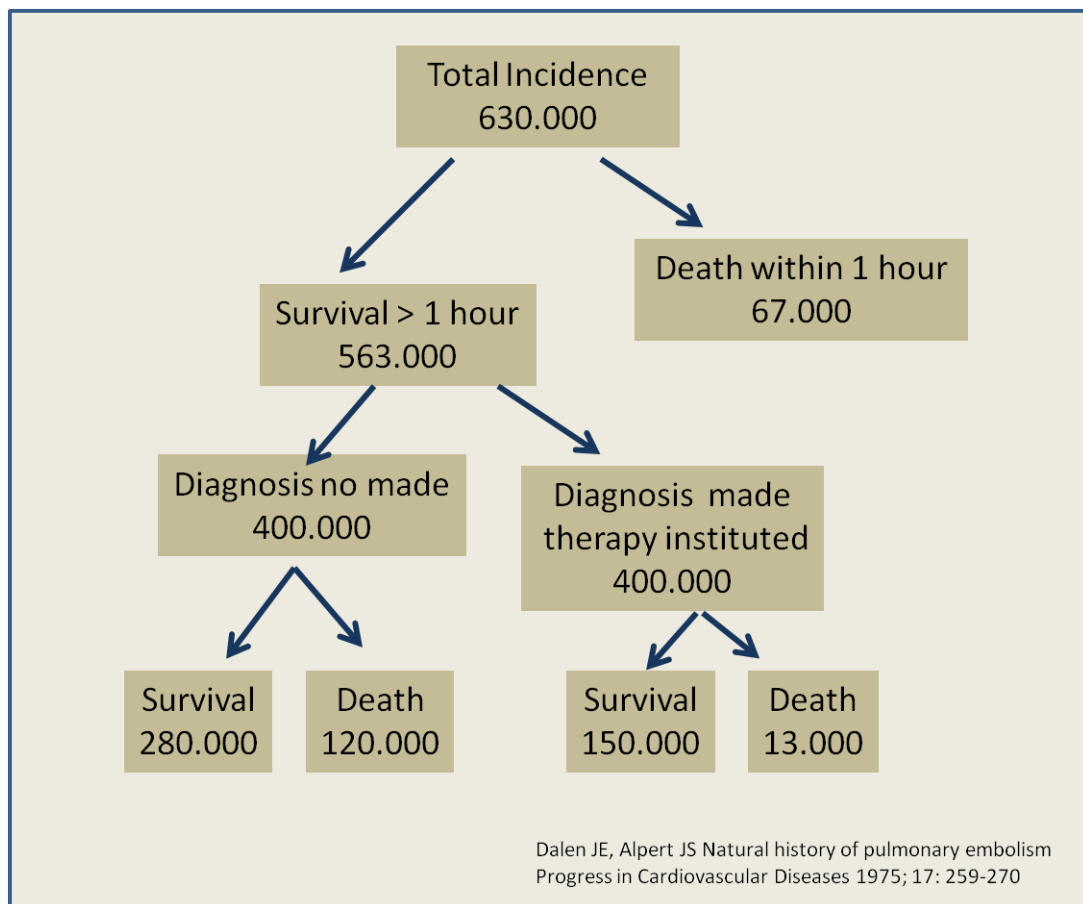 Total Incidence
630.000
Death within 1 hour
67.000
Survival > 1 hour
563.000
Diagnosis no made
400.000
Diagnosis made
therapy instituted
400.000
Survival
280.000
Death
120.000
Survival
150.000
Death
13.000
Dalen JE, Alpert JS Natural history of pulmonary embolism
Progress in Cardiovascular Diseases 1975; 17: 259-270